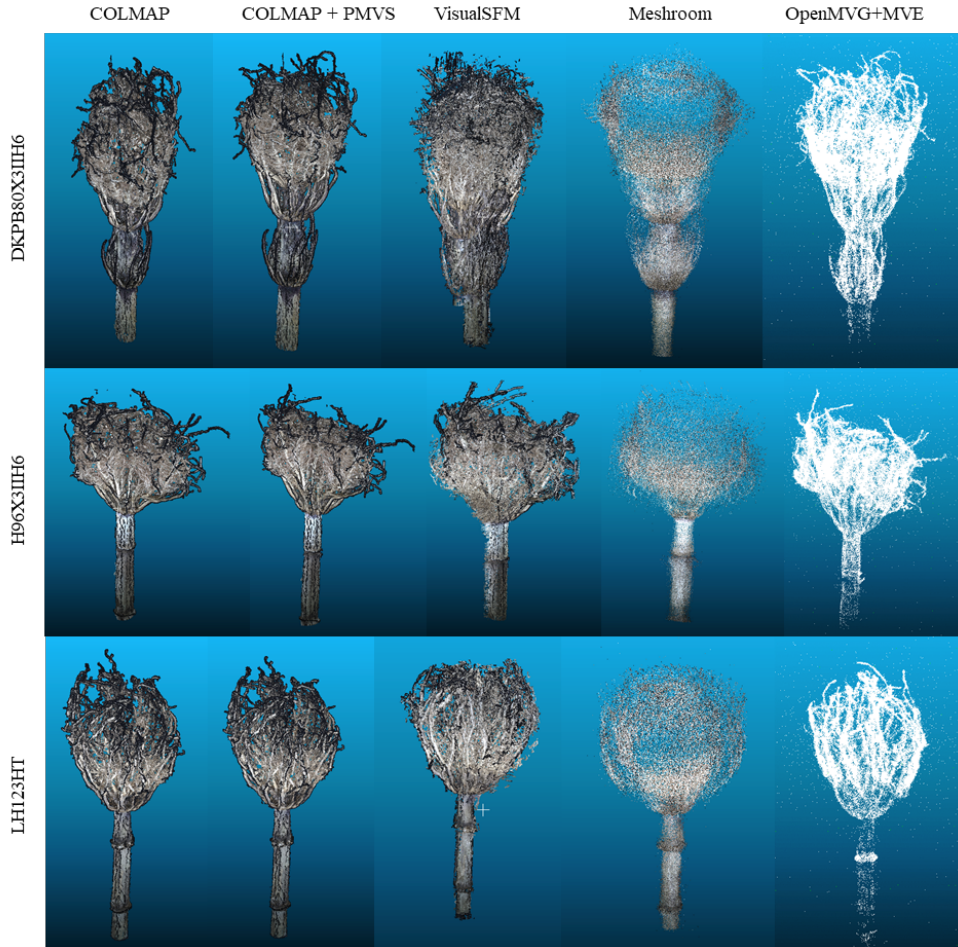 COLMAP COLMAP + PMVS VisualSFM Meshroom OpenMVG+MVE
DKPB80X3IIH6
H96X3IIH6
LH123HT